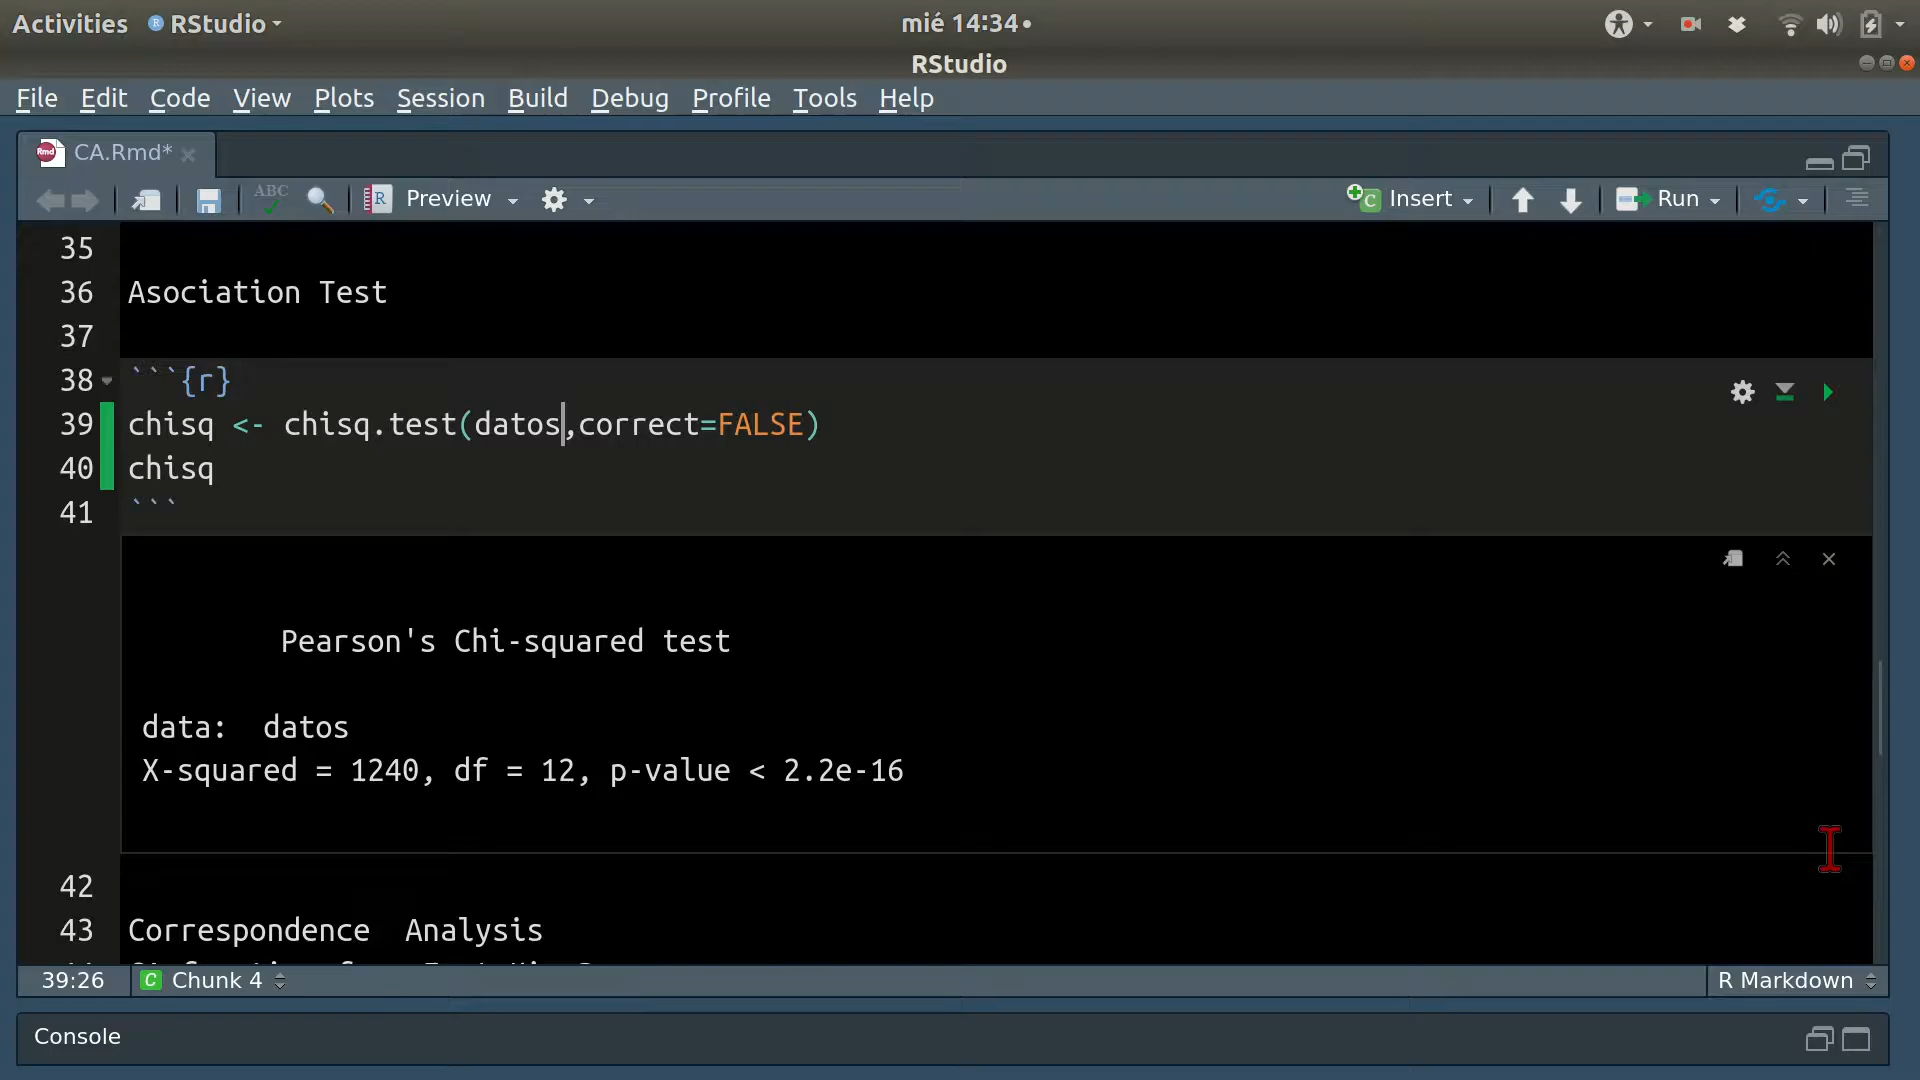 Activities RStudio mié 14:34
RStudio
File Edit Code View Plots Session Build Debug Profile Tools Help
CA.Rmd*
ABC Preview Insert Run
35
36 Asociation Test
37
38 ```{r}
39 chisq <- chisq.test(datos,correct=FALSE)
40 chisq
41 ```
Pearson's Chi-squared test
data:  datos
X-squared = 1240, df = 12, p-value < 2.2e-16
42
43 Correspondence  Analysis
39:26 C Chunk 4 R Markdown
Console